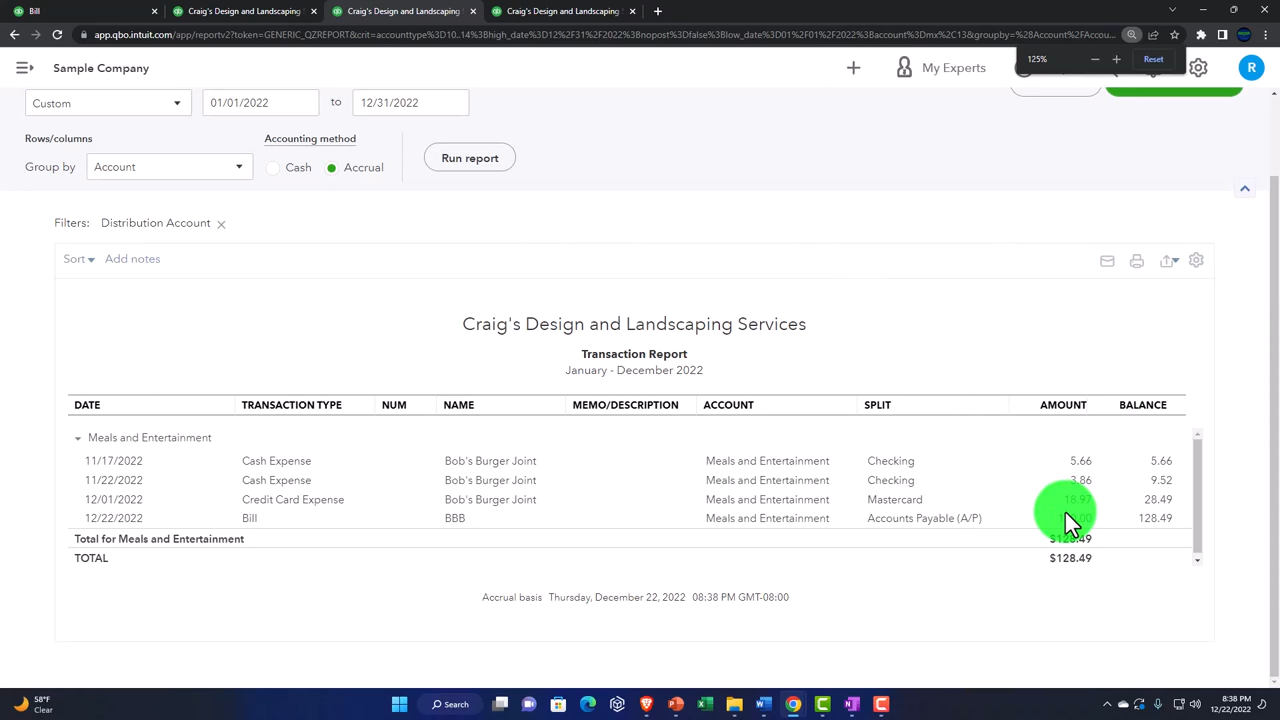 Bill
Craig's Design and Landscaping
Craig's Design and Landscaping
Craig's Design and Landscaping
app.qbo.intuit.com/app/reportv2?token=GENERIC_QZREPORT&crit=accounttype%3D10..14%3Bhigh_date%3D12%2F31%2F2022%3Bnopost%3Dfalse%3Blow_date%3D01%2F01%2F2022%3Baccount%3Dmx%2C13&groupby=%28Account%2FAccou...
125%
Reset
Sample Company
My Experts
R
Custom
01/01/2022
to
12/31/2022
Rows/columns
Accounting method
Group by
Account
Cash
Accrual
Run report
Filters: Distribution Account
Sort
Add notes
Craig's Design and Landscaping Services
Transaction Report
January - December 2022
DATE TRANSACTION TYPE NUM NAME MEMO/DESCRIPTION ACCOUNT SPLIT AMOUNT BALANCE
Meals and Entertainment
11/17/2022 Cash Expense Bob's Burger Joint Meals and Entertainment Checking 5.66 5.66
11/22/2022 Cash Expense Bob's Burger Joint Meals and Entertainment Checking 3.86 9.52
12/01/2022 Credit Card Expense Bob's Burger Joint Meals and Entertainment Mastercard 18.97 28.49
12/22/2022 Bill BBB Meals and Entertainment Accounts Payable (A/P) 128.49
Total for Meals and Entertainment $128.49
TOTAL $128.49
Accrual basis Thursday, December 22, 2022 08:38 PM GMT-08:00
58°F
Clear
Search
8:38 PM
12/22/2022